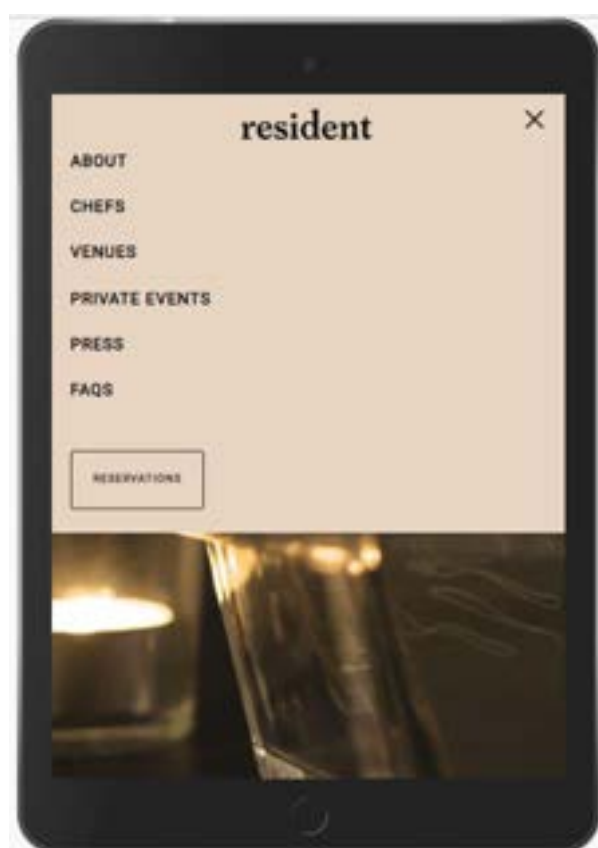 resident
ABOUT
CHEFS
VENUES
PRIVATE EVENTS
PRESS
FAQS
RESERVATIONS